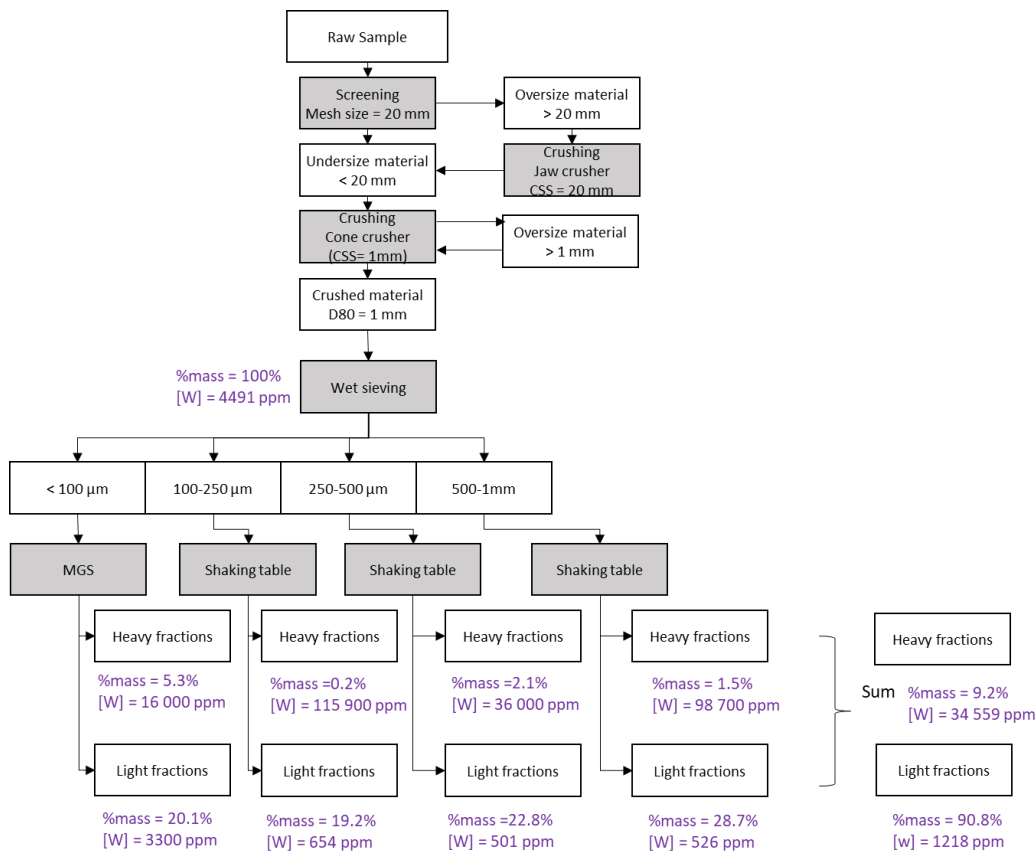 Raw Sample
Screening
Mesh size = 20 mm
Oversize material
> 20 mm
Undersize material
< 20 mm
Crushing
Jaw crusher
CSS = 20 mm
Crushing
Cone crusher
(CSS= 1mm)
Oversize material
> 1 mm
Crushed material
D80 = 1 mm
%mass = 100%
[W] = 4491 ppm
Wet sieving
< 100 µm
100-250 µm
250-500 µm
500-1mm
MGS
Shaking table
Shaking table
Shaking table
Heavy fractions
Heavy fractions
Heavy fractions
Heavy fractions
Heavy fractions
%mass = 5.3%
[W] = 16 000 ppm
%mass =0.2%
[W] = 115 900 ppm
%mass =2.1%
[W] = 36 000 ppm
%mass = 1.5%
[W] = 98 700 ppm
Sum
%mass = 9.2%
[W] = 34 559 ppm
Light fractions
Light fractions
Light fractions
Light fractions
Light fractions
%mass = 20.1%
[W] = 3300 ppm
%mass = 19.2%
[W] = 654 ppm
%mass =22.8%
[W] = 501 ppm
%mass = 28.7%
[W] = 526 ppm
%mass = 90.8%
[w] = 1218 ppm